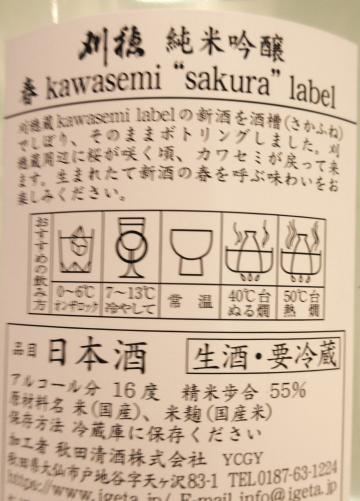 刈穂 純米吟醸
春 kawasemi "sakura" label
刈穂蔵kawasemi labelの新酒を酒槽(さかふね)
でしぼり、そのままボトリングしました。刈
穂蔵周辺に桜が咲く頃、カワセミが戻って来
ます。生まれたて新酒の春を呼ぶ味わいをお
楽しみください。
おすすめの飲み方
0~6℃ オンザロック
7~13℃ 冷やして
常温
40℃台 ぬる燗
50℃台 熱燗
品目 日本酒 生酒・要冷蔵
アルコール分 16度 精米歩合 55%
原材料名 米(国産)、米麹(国産米)
保存方法 冷蔵庫に保存ください
加工者 秋田清酒株式会社 YCGY
秋田県大仙市戸地谷字天ケ沢83-1 TEL0187-63-1224
https://www.igeta.jp/ E-mail info@igeta.jp